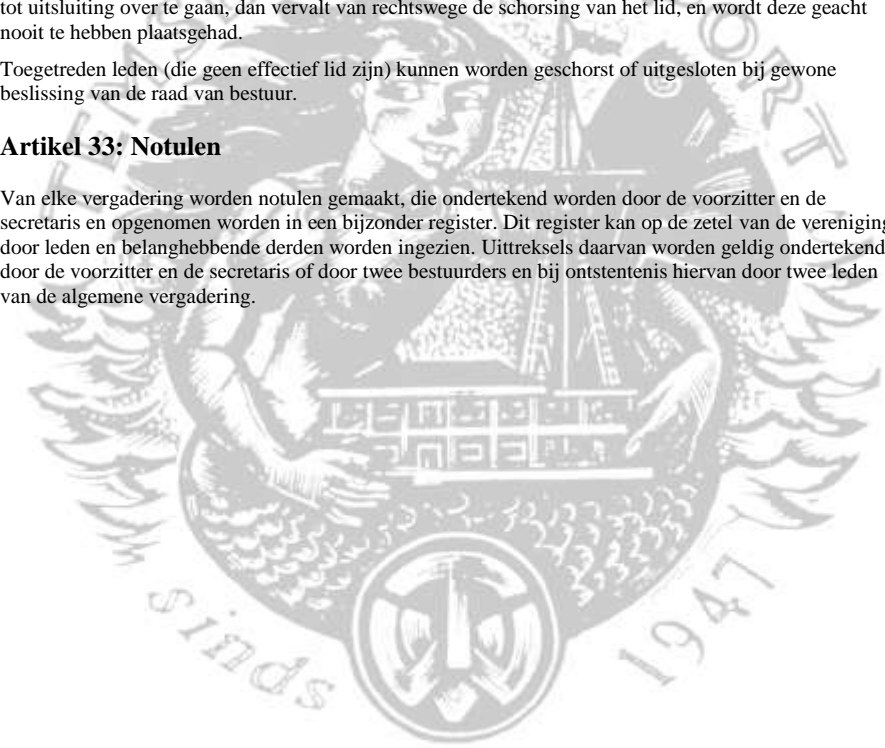 tot uitsluiting over te gaan, dan vervalt van rechtswege de schorsing van het lid, en wordt deze geacht
nooit te hebben plaatsgehad.
Toegetreden leden (die geen effectief lid zijn) kunnen worden geschorst of uitgesloten bij gewone
beslissing van de raad van bestuur.
Artikel 33: Notulen
Van elke vergadering worden notulen gemaakt, die ondertekend worden door de voorzitter en de
secretaris en opgenomen worden in een bijzonder register. Dit register kan op de zetel van de vereniging
door leden en belanghebbende derden worden ingezien. Uittreksels daarvan worden geldig ondertekend
door de voorzitter en de secretaris of door twee bestuurders en bij ontstentenis hiervan door twee leden
van de algemene vergadering.
sinds 1947